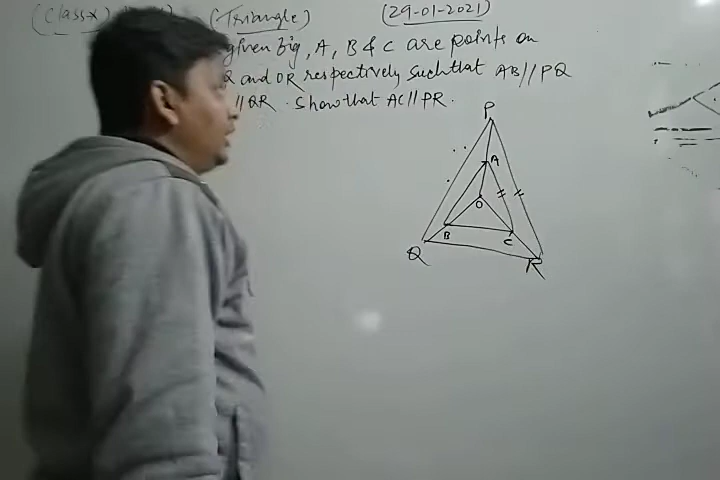 (Class-X) (Triangle) (29-01-2021)
given fig, A, B & C are points on
Q and OR respectively such that AB//PQ
//QR. Show that AC//PR.
P
A
O
B
C
Q
R